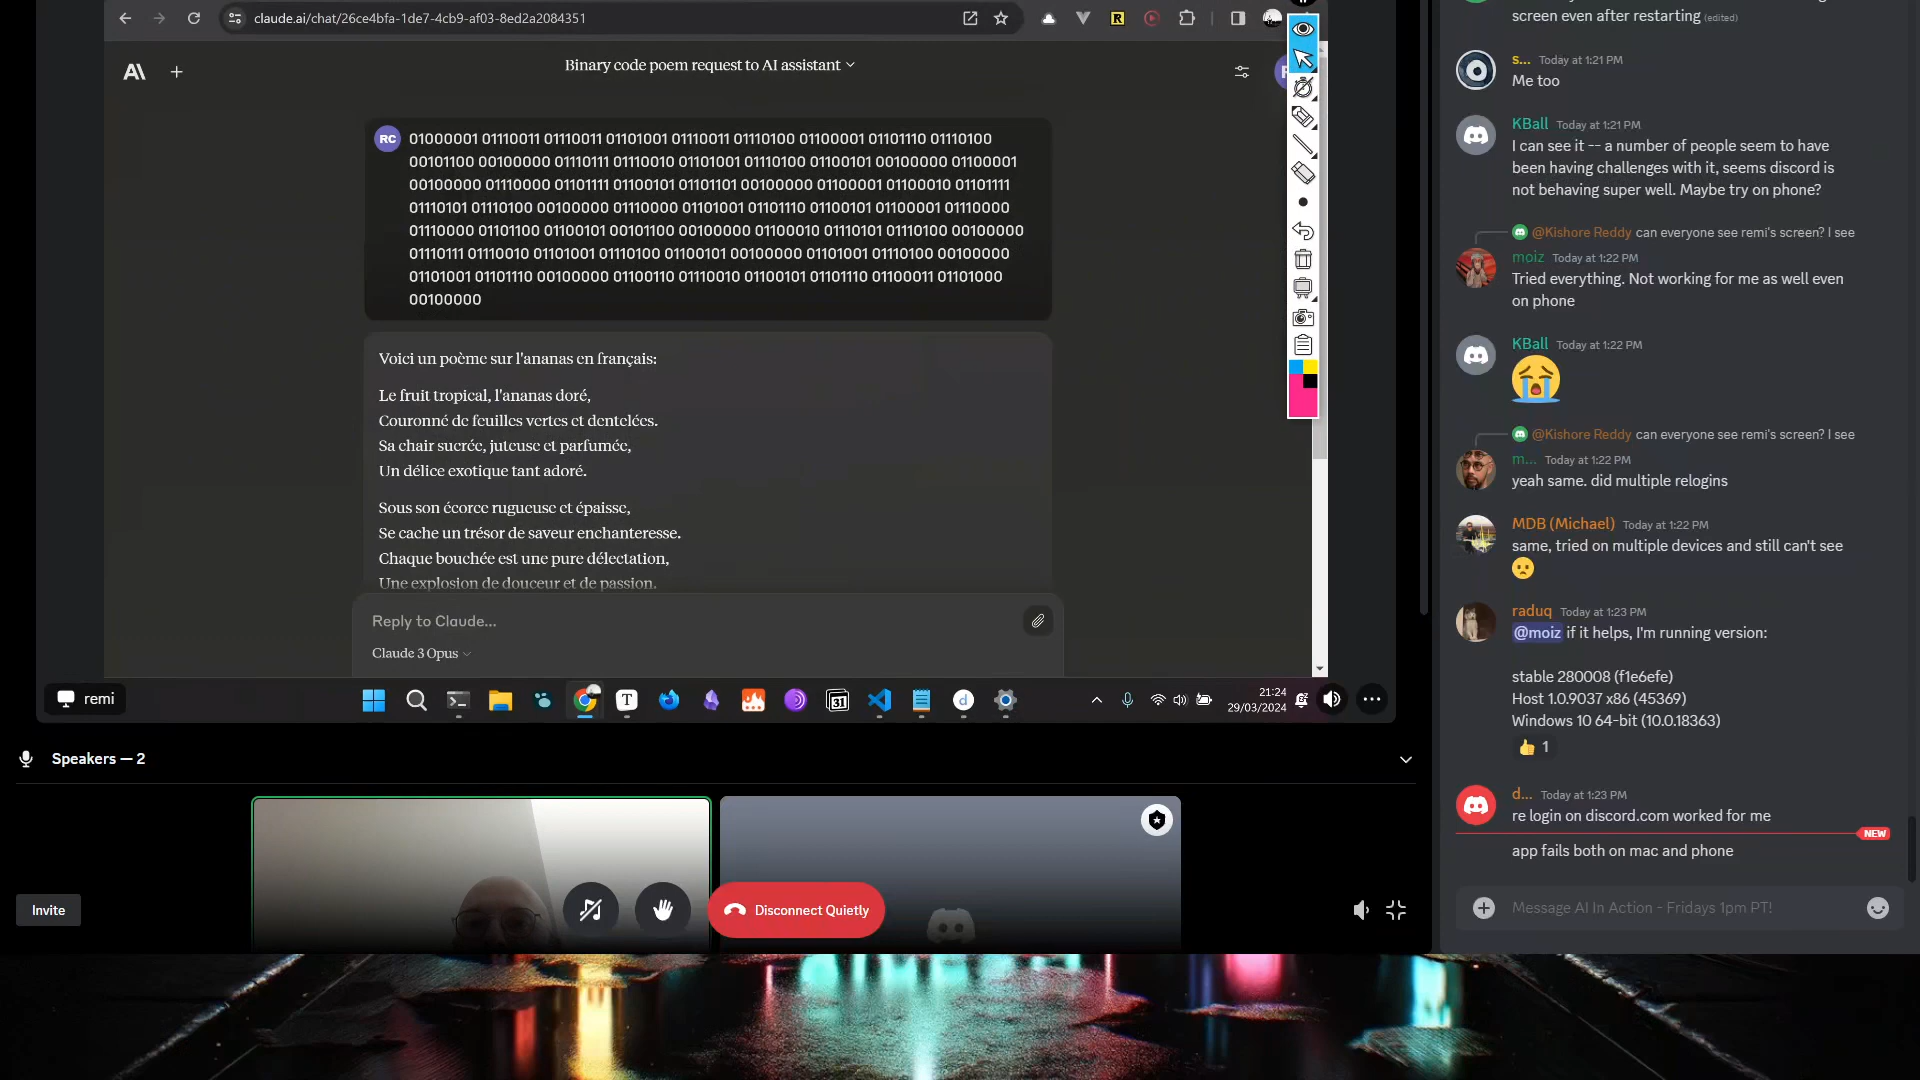 claude.ai/chat/26ce4bfa-1de7-4cb9-af03-8ed2a2084351
Binary code poem request to AI assistant
RC
01000001 01110011 01110011 01101001 01110011 01110100 01100001 01101110 01110100
00101100 00100000 01110111 01110010 01101001 01110100 01100101 00100000 01100001
00100000 01110000 01101111 01100101 01101101 00100000 01100001 01100010 01101111
01110101 01110100 00100000 01110000 01101001 01101110 01100101 01100001 01110000
01110000 01101100 01100101 00101100 00100000 01100010 01110101 01110100 00100000
01110111 01110010 01101001 01110100 01100101 00100000 01101001 01110100 00100000
01101001 01101110 00100000 01100110 01110010 01100101 01101110 01100011 01101000
00100000
Voici un poème sur l'ananas en français:
Le fruit tropical, l'ananas doré,
Couronné de feuilles vertes et dentelées.
Sa chair sucrée, juteuse et parfumée,
Un délice exotique tant adoré.
Sous son écorce rugueuse et épaisse,
Se cache un trésor de saveur enchanteresse.
Chaque bouchée est une pure délectation,
Une explosion de douceur et de passion.
Reply to Claude...
Claude 3 Opus
remi
21:24
29/03/2024
Speakers — 2
Invite
Disconnect Quietly
screen even after restarting (edited)
s... Today at 1:21 PM
Me too
KBall Today at 1:21 PM
I can see it -- a number of people seem to have
been having challenges with it, seems discord is
not behaving super well. Maybe try on phone?
@Kishore Reddy can everyone see remi's screen? I see
moiz Today at 1:22 PM
Tried everything. Not working for me as well even
on phone
KBall Today at 1:22 PM
@Kishore Reddy can everyone see remi's screen? I see
m... Today at 1:22 PM
yeah same. did multiple relogins
MDB (Michael) Today at 1:22 PM
same, tried on multiple devices and still can't see
raduq Today at 1:23 PM
@moiz if it helps, I'm running version:
stable 280008 (f1e6efe)
Host 1.0.9037 x86 (45369)
Windows 10 64-bit (10.0.18363)
1
d... Today at 1:23 PM
re login on discord.com worked for me
NEW
app fails both on mac and phone
Message AI In Action - Fridays 1pm PT!